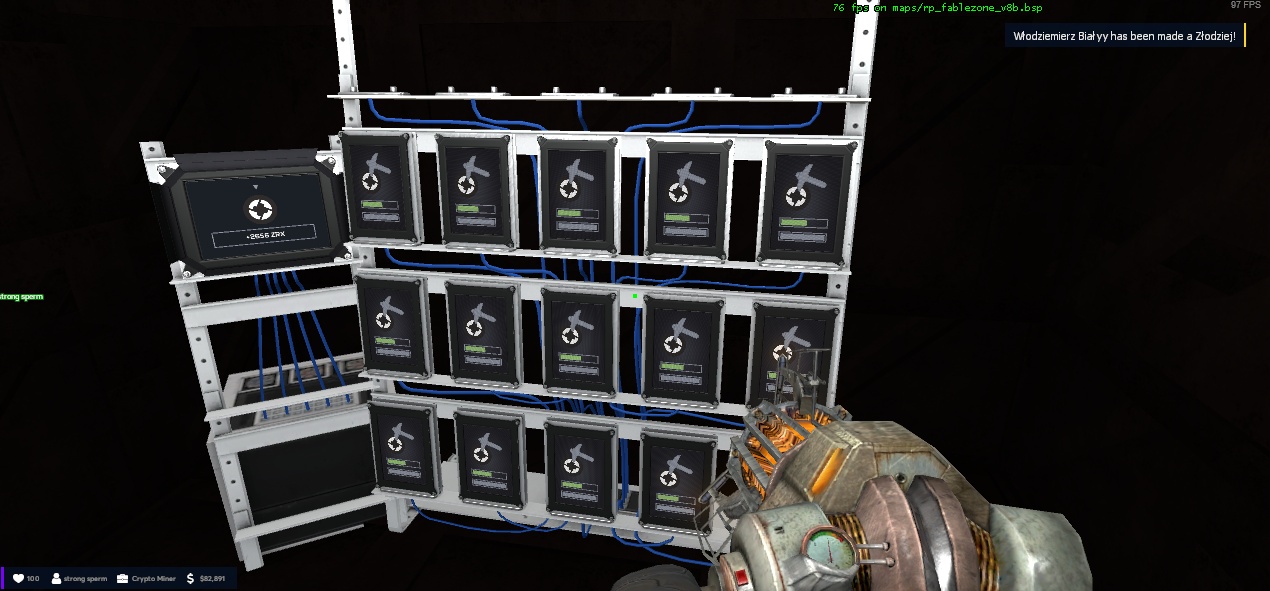 76 fps on maps/rp_fablezone_v8b.bsp
97 FPS
Włodziemierz Białyy has been made a Złodziej!
+2656 ZRX
strong sperm
100
strong sperm
Crypto Miner
$82,891